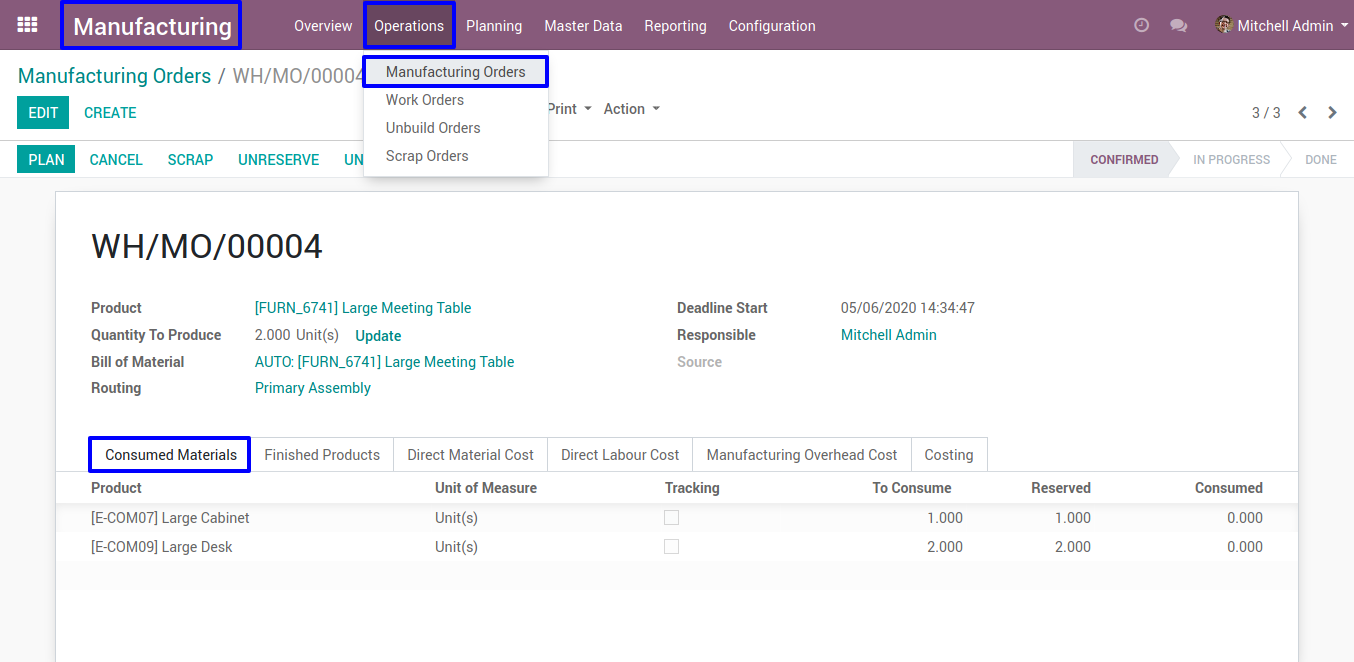 Manufacturing Overview Operations Planning Master Data Reporting Configuration Mitchell Admin
Manufacturing Orders / WH/MO/00004
Manufacturing Orders
Work Orders
Unbuild Orders
Scrap Orders
EDIT CREATE Print Action 3 / 3
PLAN CANCEL SCRAP UNRESERVE UN CONFIRMED IN PROGRESS DONE
WH/MO/00004
Product [FURN_6741] Large Meeting Table Deadline Start 05/06/2020 14:34:47
Quantity To Produce 2.000 Unit(s) Update Responsible Mitchell Admin
Bill of Material AUTO: [FURN_6741] Large Meeting Table Source
Routing Primary Assembly
Consumed Materials Finished Products Direct Material Cost Direct Labour Cost Manufacturing Overhead Cost Costing
Product Unit of Measure Tracking To Consume Reserved Consumed
[E-COM07] Large Cabinet Unit(s) 1.000 1.000 0.000
[E-COM09] Large Desk Unit(s) 2.000 2.000 0.000